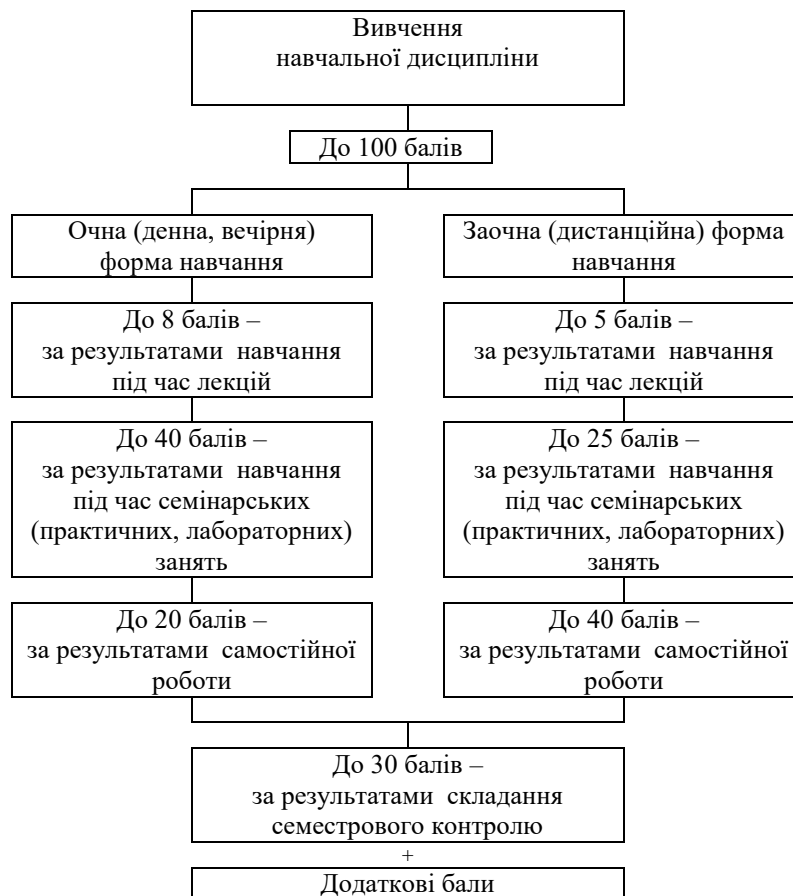 Вивчення
навчальної дисципліни
До 100 балів
Очна (денна, вечірня)
форма навчання
До 8 балів –
за результатами навчання
під час лекцій
До 40 балів –
за результатами навчання
під час семінарських
(практичних, лабораторних)
занять
До 20 балів –
за результатами самостійної
роботи
Заочна (дистанційна) форма
навчання
До 5 балів –
за результатами навчання
під час лекцій
До 25 балів –
за результатами навчання
під час семінарських
(практичних, лабораторних)
занять
До 40 балів –
за результатами самостійної
роботи
До 30 балів –
за результатами складання
семестрового контролю
+
Додаткові бали